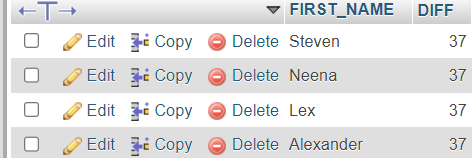 FIRST_NAME DIFF
Edit Copy Delete Steven 37
Edit Copy Delete Neena 37
Edit Copy Delete Lex 37
Edit Copy Delete Alexander 37